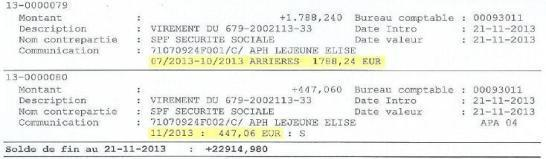 13-0000079
Montant : +1.788,240 Bureau comptable : 00093011
Description : VIREMENT DU 679-2002113-33 Date Intro : 21-11-2013
Nom contrepartie : SPF SECURITE SOCIALE Date valeur : 21-11-2013
Communication : 71070924F001/C/ APH LEJEUNE ELISE
07/2013-10/2013 ARRIERES 1788,24 EUR
13-0000080
Montant : +447,060 Bureau comptable : 00093011
Description : VIREMENT DU 679-2002113-33 Date Intro : 21-11-2013
Nom contrepartie : SPF SECURITE SOCIALE Date valeur : 21-11-2013
Communication : 71070924F002/C/ APH LEJEUNE ELISE APA 04
11/2013 : 447,06 EUR : S
Solde de fin au 21-11-2013 : +22914,980